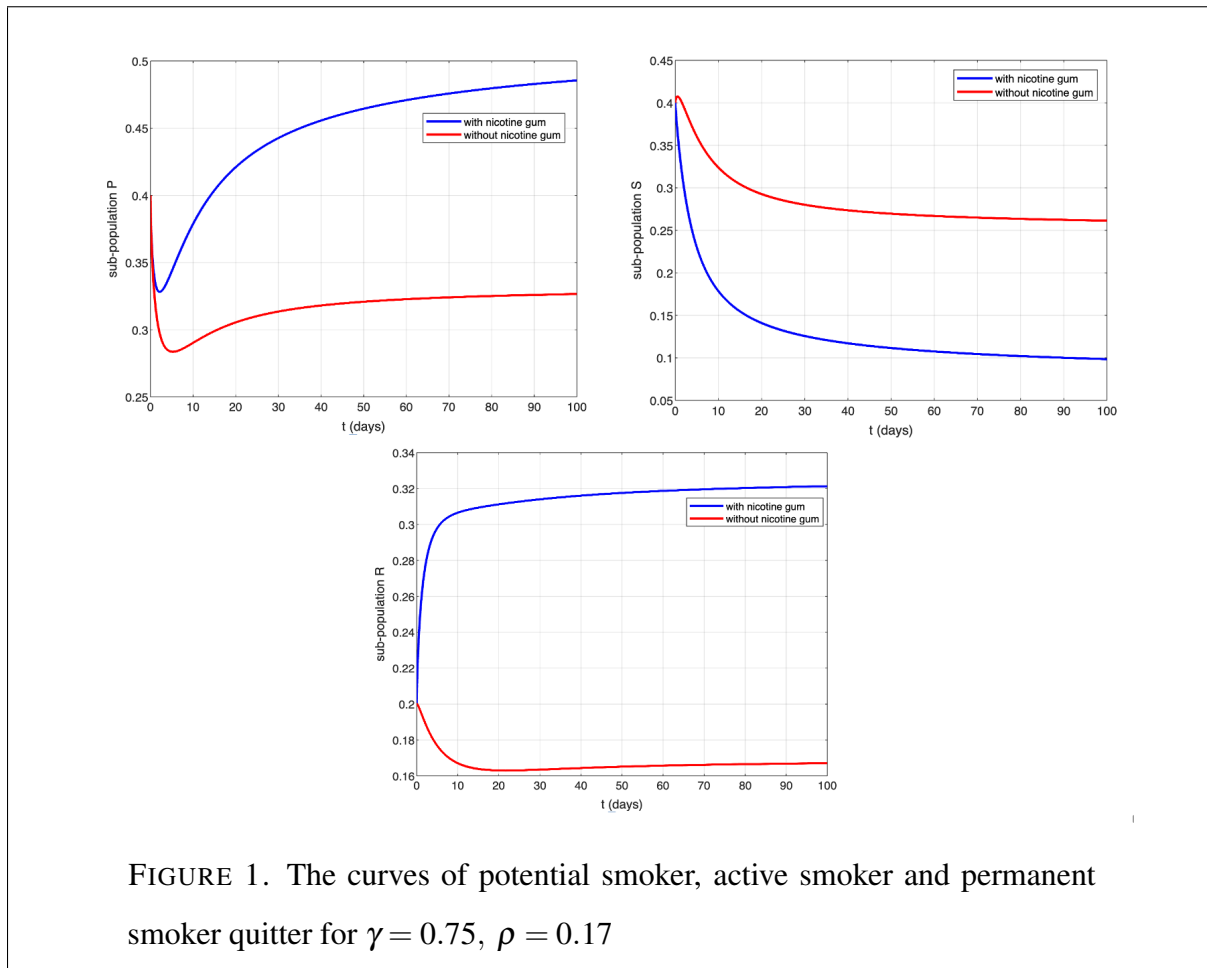 0.5
0.45
0.4
0.35
0.3
0.25
sub-population P
with nicotine gum
without nicotine gum
0 10 20 30 40 50 60 70 80 90 100
t (days)
0.45
0.4
0.35
0.3
0.25
0.2
0.15
0.1
0.05
sub-population S
with nicotine gum
without nicotine gum
0 10 20 30 40 50 60 70 80 90 100
t (days)
0.34
0.32
0.3
0.28
0.26
0.24
0.22
0.2
0.18
0.16
sub-population R
with nicotine gum
without nicotine gum
0 10 20 30 40 50 60 70 80 90 100
t (days)
FIGURE 1. The curves of potential smoker, active smoker and permanent
smoker quitter for γ = 0.75, ρ = 0.17